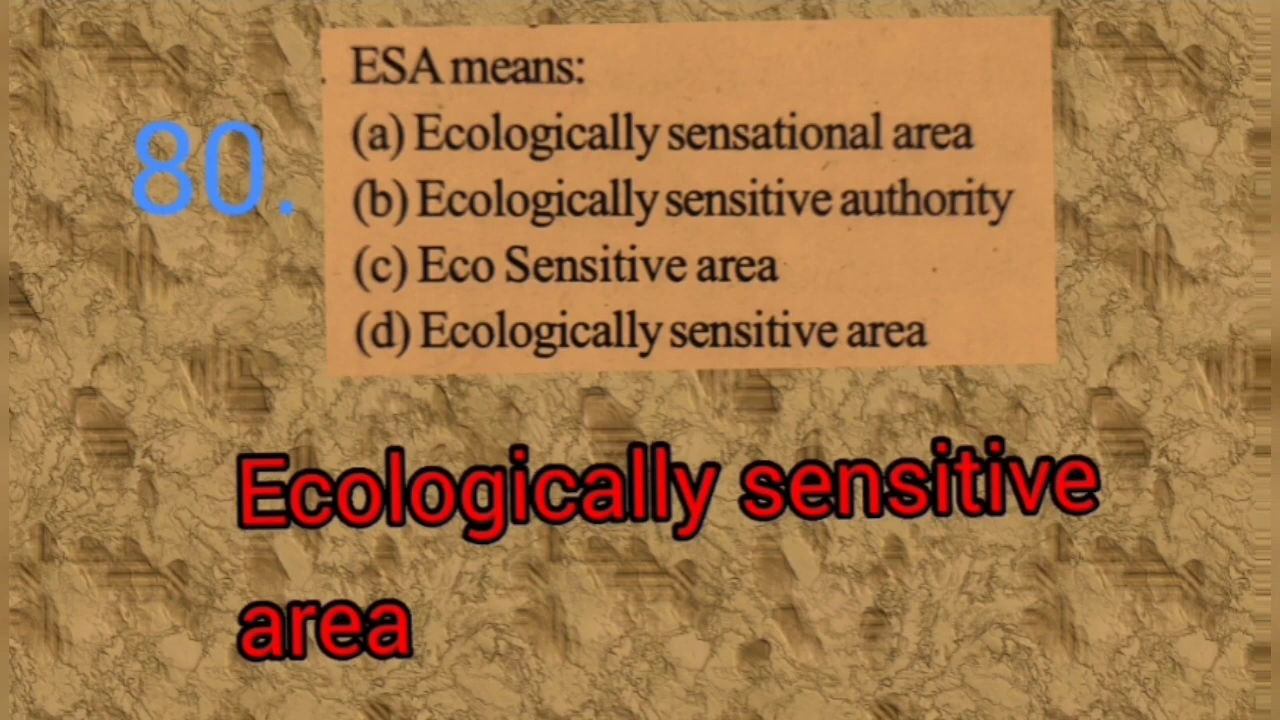 80.
ESA means:
(a) Ecologically sensational area
(b) Ecologically sensitive authority
(c) Eco Sensitive area
(d) Ecologically sensitive area
Ecologically sensitive
area